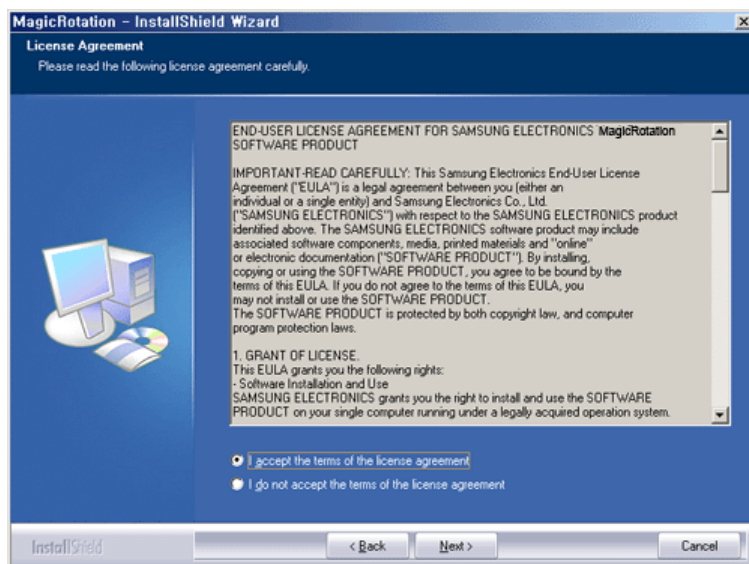 MagicRotation - InstallShield Wizard
License Agreement
Please read the following license agreement carefully.
END-USER LICENSE AGREEMENT FOR SAMSUNG ELECTRONICS MagicRotation
SOFTWARE PRODUCT
IMPORTANT-READ CAREFULLY: This Samsung Electronics End-User License
Agreement ("EULA") is a legal agreement between you (either an
individual or a single entity) and Samsung Electronics Co., Ltd.
("SAMSUNG ELECTRONICS") with respect to the SAMSUNG ELECTRONICS product
identified above. The SAMSUNG ELECTRONICS software product may include
associated software components, media, printed materials and "online"
or electronic documentation ("SOFTWARE PRODUCT"). By installing,
copying or using the SOFTWARE PRODUCT, you agree to be bound by the
terms of this EULA. If you do not agree to the terms of this EULA, you
may not install or use the SOFTWARE PRODUCT.
The SOFTWARE PRODUCT is protected by both copyright law, and computer
program protection laws.
1. GRANT OF LICENSE.
This EULA grants you the following rights:
- Software Installation and Use
SAMSUNG ELECTRONICS grants you the right to install and use the SOFTWARE
PRODUCT on your single computer running under a legally acquired operation system.
I accept the terms of the license agreement
I do not accept the terms of the license agreement
InstallShield
< Back
Next >
Cancel